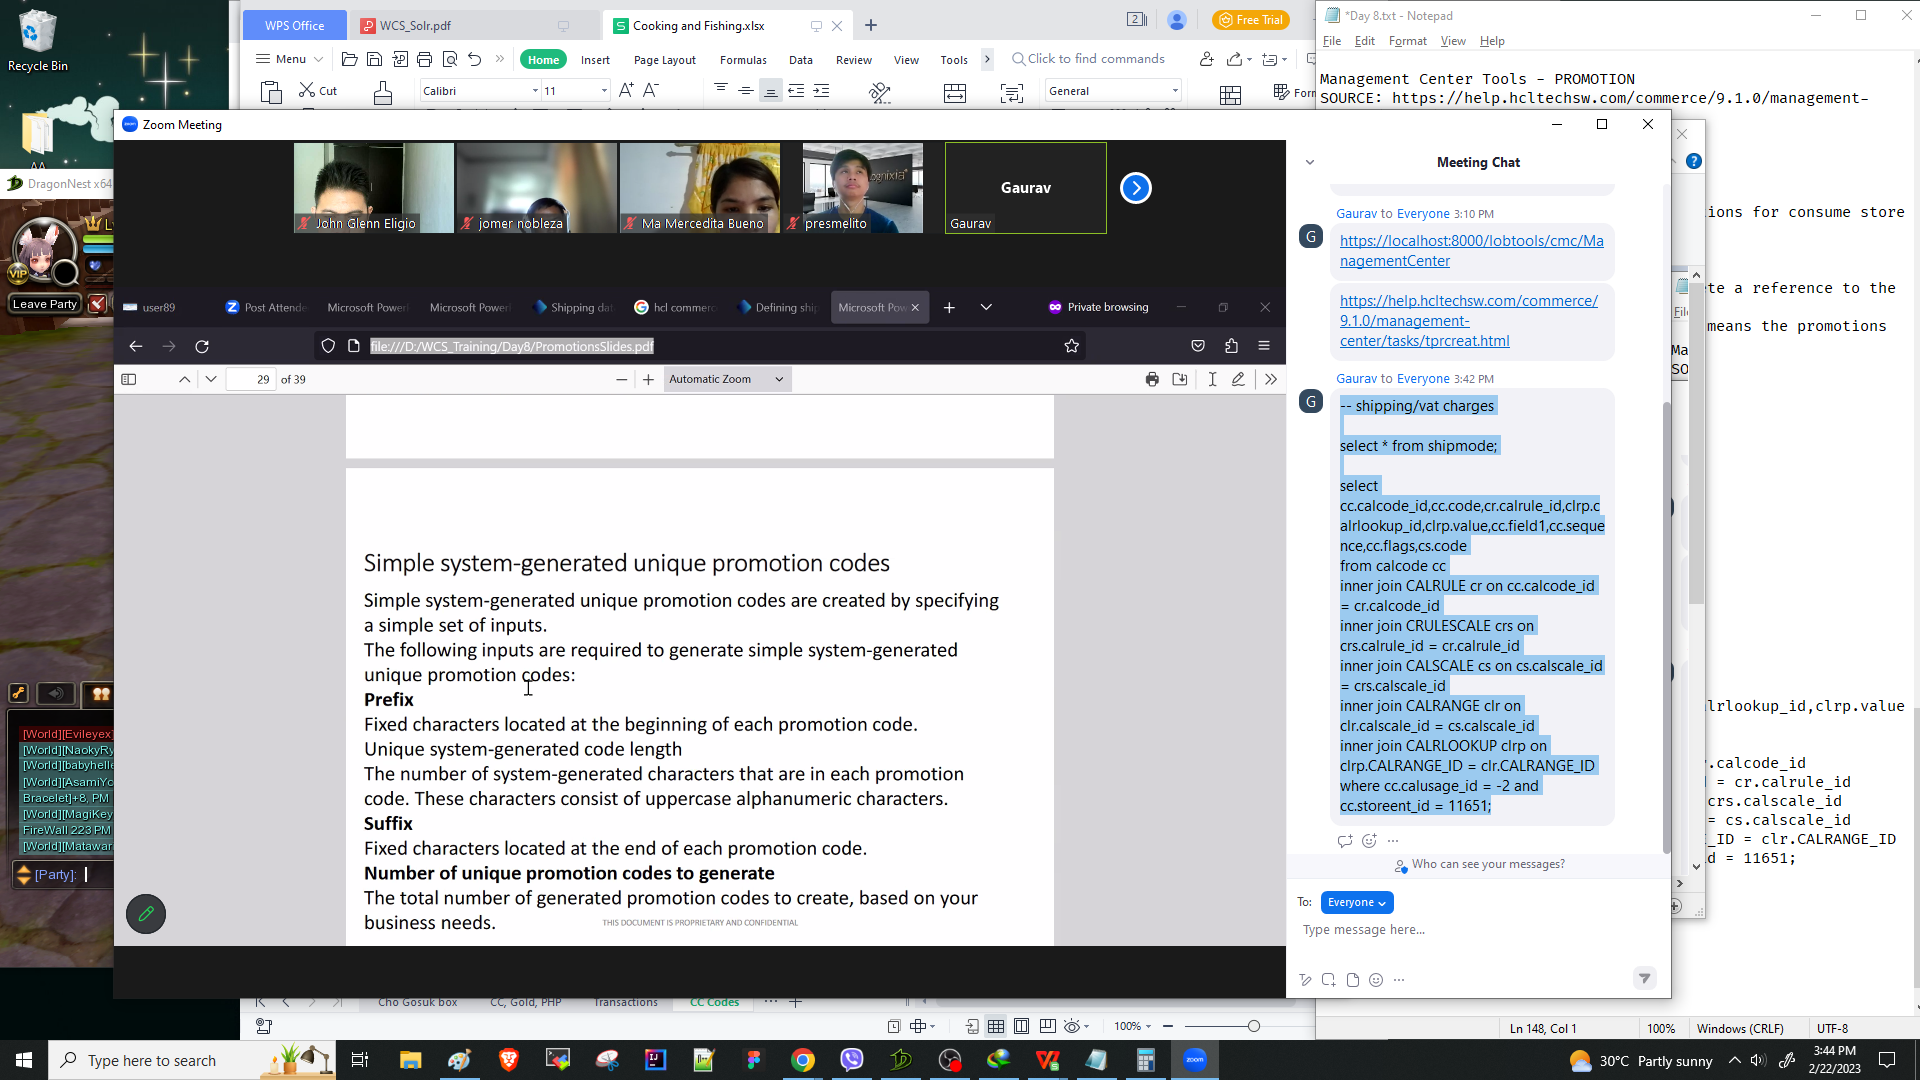 Recycle Bin
WPS Office
WCS_Solr.pdf
Cooking and Fishing.xlsx
Free Trial
Menu
Home
Insert
Page Layout
Formulas
Data
Review
View
Tools
Click to find commands
Cut
Calibri
11
General
*Day 8.txt - Notepad
File Edit Format View Help
Management Center Tools - PROMOTION
SOURCE: https://help.hcltechsw.com/commerce/9.1.0/management-
DragonNest x64
VIP
Leave Party
Zoom Meeting
John Glenn Eligio
jomer nobleza
Ma Mercedita Bueno
presmelito
Gaurav
Gaurav
user89
Post Attende
Microsoft Power
Microsoft Power
Shipping dat
hcl commerc
Defining ship
Microsoft Pow
Private browsing
file:///D:/WCS_Training/Day8/PromotionsSlides.pdf
29 of 39
Automatic Zoom
Simple system-generated unique promotion codes
Simple system-generated unique promotion codes are created by specifying
a simple set of inputs.
The following inputs are required to generate simple system-generated
unique promotion codes:
Prefix
Fixed characters located at the beginning of each promotion code.
Unique system-generated code length
The number of system-generated characters that are in each promotion
code. These characters consist of uppercase alphanumeric characters.
Suffix
Fixed characters located at the end of each promotion code.
Number of unique promotion codes to generate
The total number of generated promotion codes to create, based on your
business needs.
THIS DOCUMENT IS PROPRIETARY AND CONFIDENTIAL
Meeting Chat
Gaurav to Everyone 3:10 PM
G
https://localhost:8000/lobtools/cmc/Ma
nagementCenter
https://help.hcltechsw.com/commerce/
9.1.0/management-
center/tasks/tprcreat.html
Gaurav to Everyone 3:42 PM
G
-- shipping/vat charges
select * from shipmode;
select
cc.calcode_id,cc.code,cr.calrule_id,clrp.c
alrlookup_id,clrp.value,cc.field1,cc.seque
nce,cc.flags,cs.code
from calcode cc
inner join CALRULE cr on cc.calcode_id
= cr.calcode_id
inner join CRULESCALE crs on
crs.calrule_id = cr.calrule_id
inner join CALSCALE cs on cs.calscale_id
= crs.calscale_id
inner join CALRANGE clr on
clr.calscale_id = cs.calscale_id
inner join CALRLOOKUP clrp on
clrp.CALRANGE_ID = clr.CALRANGE_ID
where cc.calusage_id = -2 and
cc.storeent_id = 11651;
Who can see your messages?
To: Everyone
Type message here...
ions for consume store
te a reference to the
means the promotions
lrlookup_id,clrp.value
.calcode_id
= cr.calrule_id
crs.calscale_id
= cs.calscale_id
_ID = clr.CALRANGE_ID
d = 11651;
[World][Evileyex]
[World][NaokyRy
[World][babyhelle
[World][AsamiYo
Bracelet]+8, PM
[World][MagiKey
FireWall 223 PM
[World][Matawar
[Party]:
Cho Gosuk box
CC, Gold, PHP
Transactions
CC Codes
100%
Ln 148, Col 1
100%
Windows (CRLF)
UTF-8
Type here to search
30°C Partly sunny
3:44 PM
2/22/2023